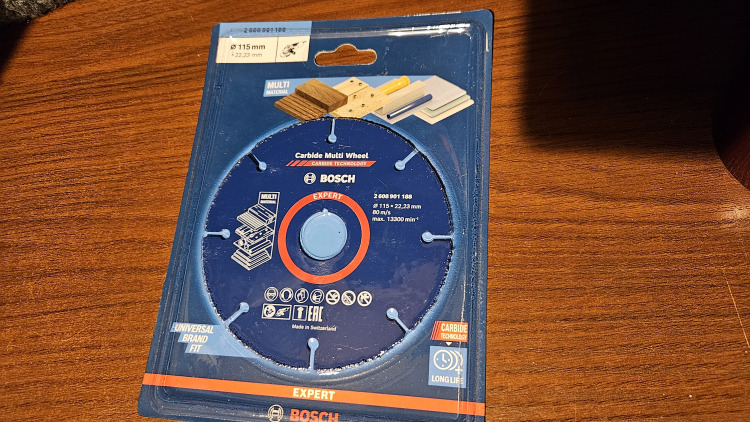 2 608 901 188
Ø 115 mm
× 22,23 mm
MULTI
MATERIAL
Carbide Multi Wheel
CARBIDE TECHNOLOGY
BOSCH
EXPERT
2 608 901 188
Ø 115 × 22,23 mm
80 m/s
max. 13300 min⁻¹
MULTI
MATERIAL
EAC
Made in Switzerland
UNIVERSAL
BRAND
FIT
CARBIDE
TECHNOLOGY
LONG LIFE
EXPERT
BOSCH